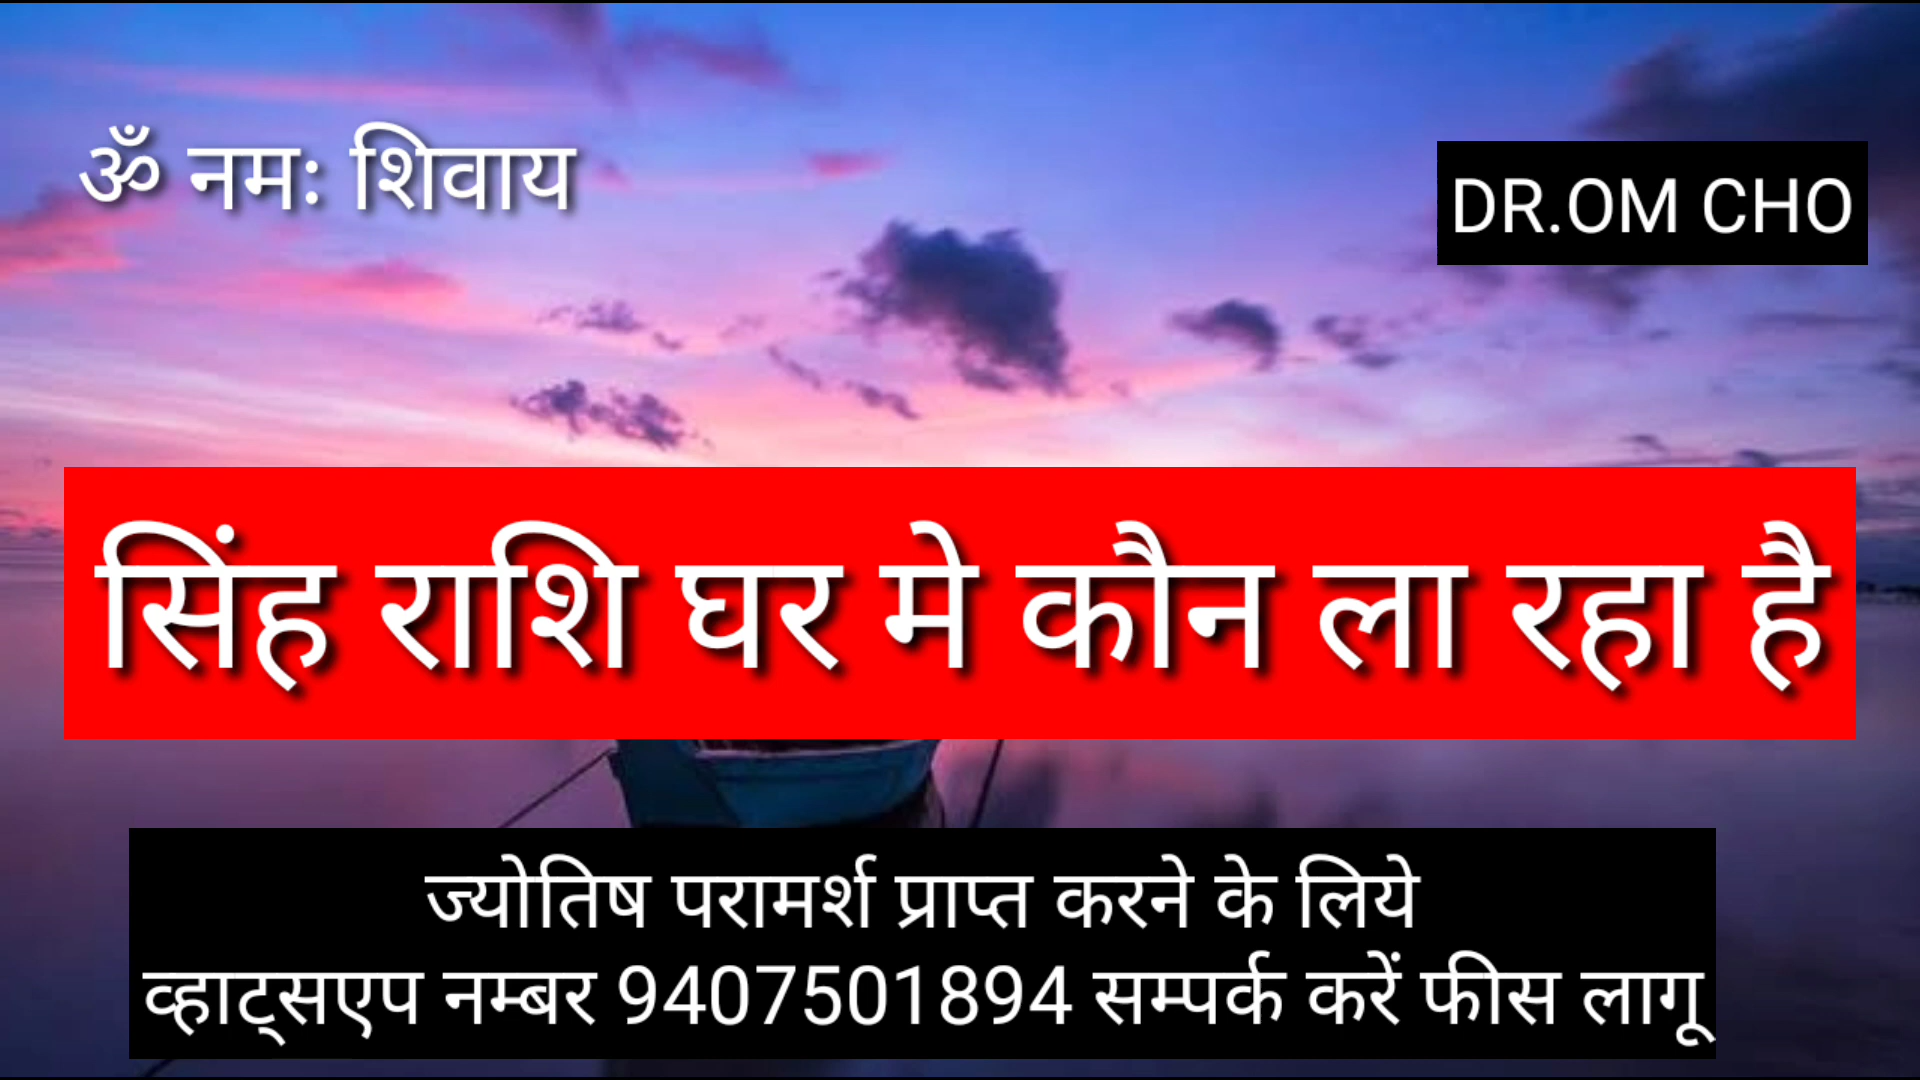 ॐ नमः शिवाय
DR.OM CHO
सिंह राशि घर मे कौन ला रहा है
ज्योतिष परामर्श प्राप्त करने के लिये
व्हाट्सएप नम्बर 9407501894 सम्पर्क करें फीस लागू